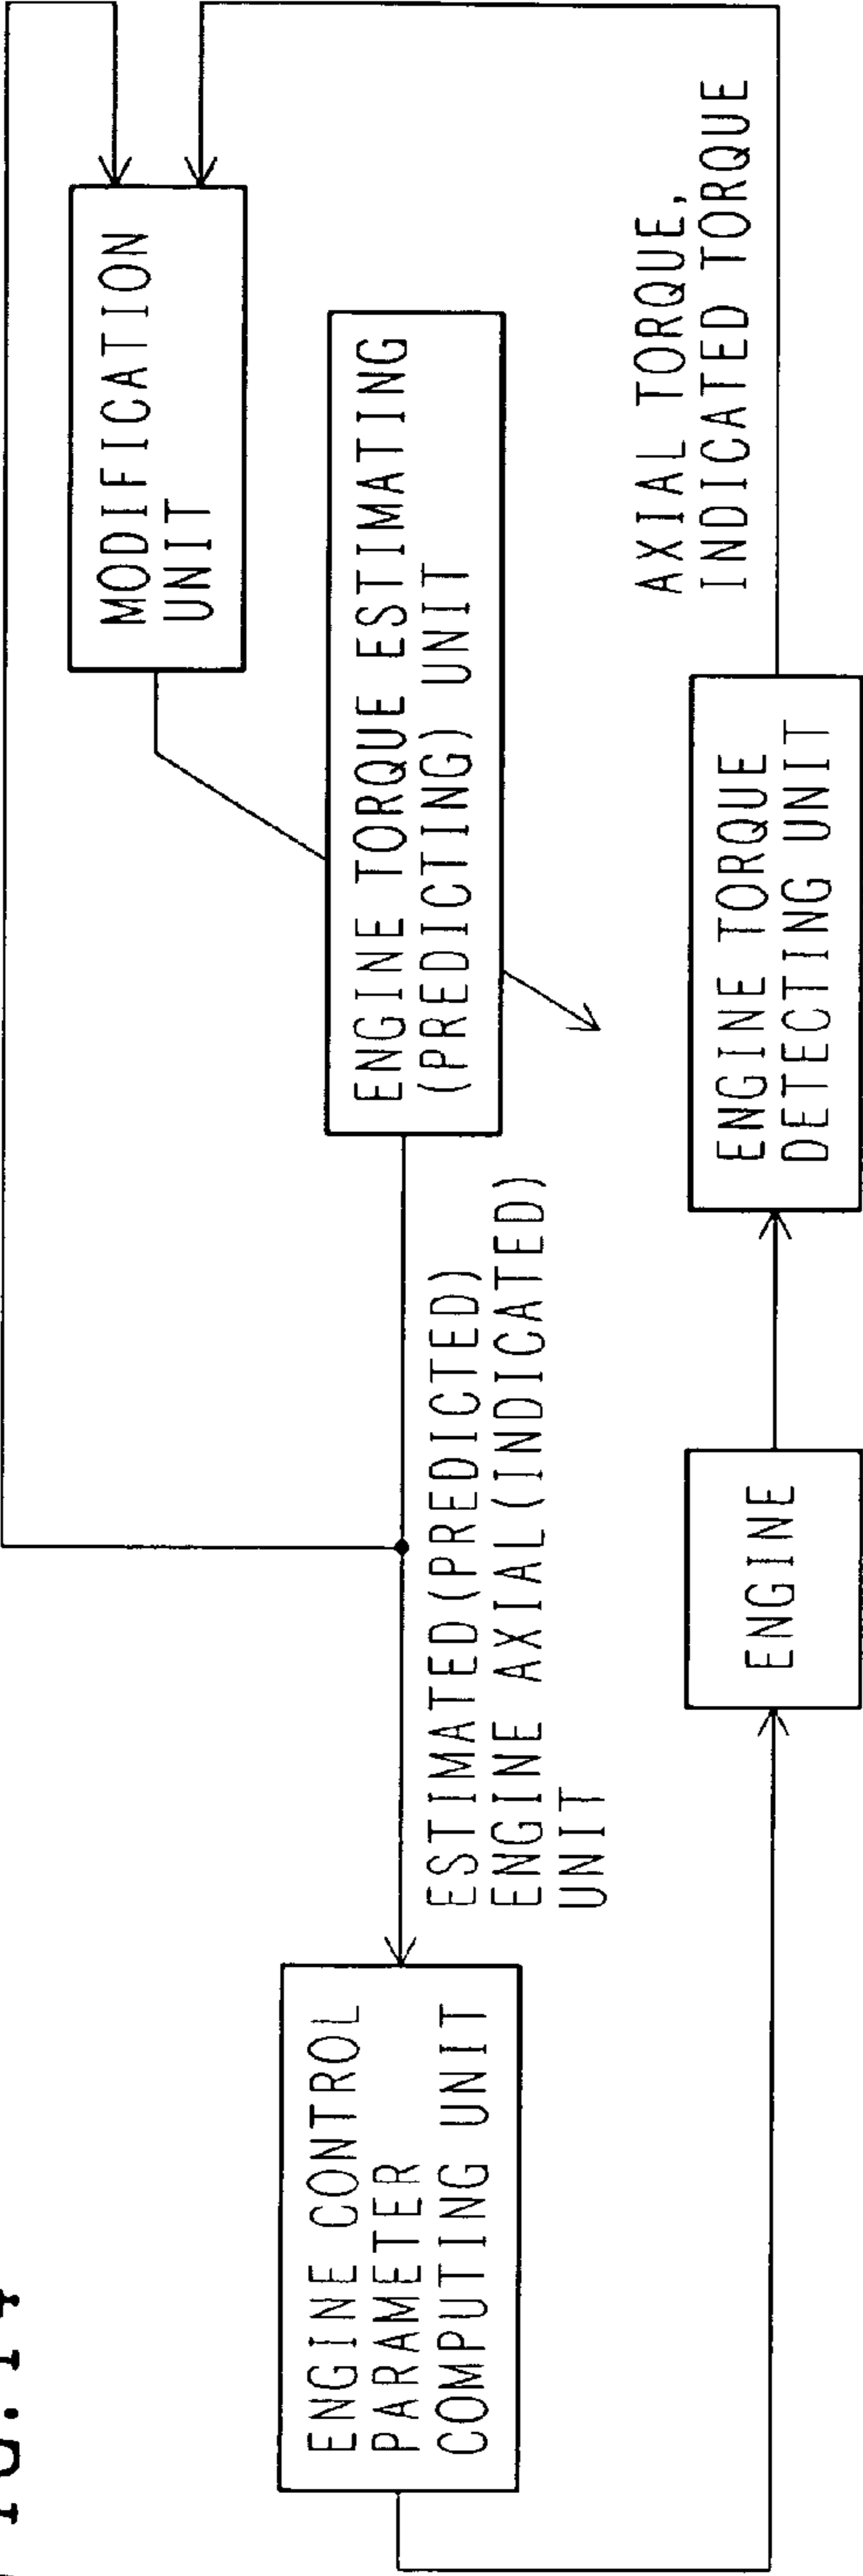 MODIFICATION
UNIT
ENGINE TORQUE ESTIMATING
(PREDICTING) UNIT
AXIAL TORQUE,
INDICATED TORQUE
ESTIMATED(PREDICTED)
ENGINE AXIAL(INDICATED)
UNIT
ENGINE TORQUE
DETECTING UNIT
ENGINE
ENGINE CONTROL
PARAMETER
COMPUTING UNIT